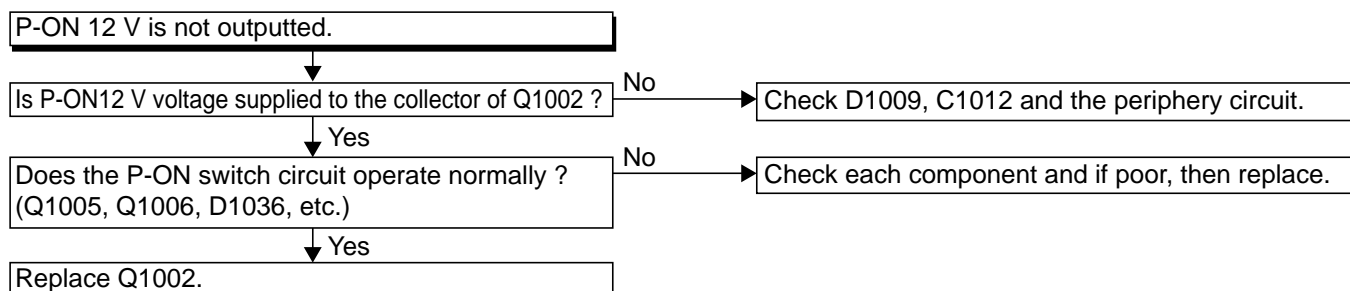 P-ON 12 V is not outputted.
Is P-ON12 V voltage supplied to the collector of Q1002 ?
No
Check D1009, C1012 and the periphery circuit.
Yes
Does the P-ON switch circuit operate normally ?
(Q1005, Q1006, D1036, etc.)
No
Check each component and if poor, then replace.
Yes
Replace Q1002.